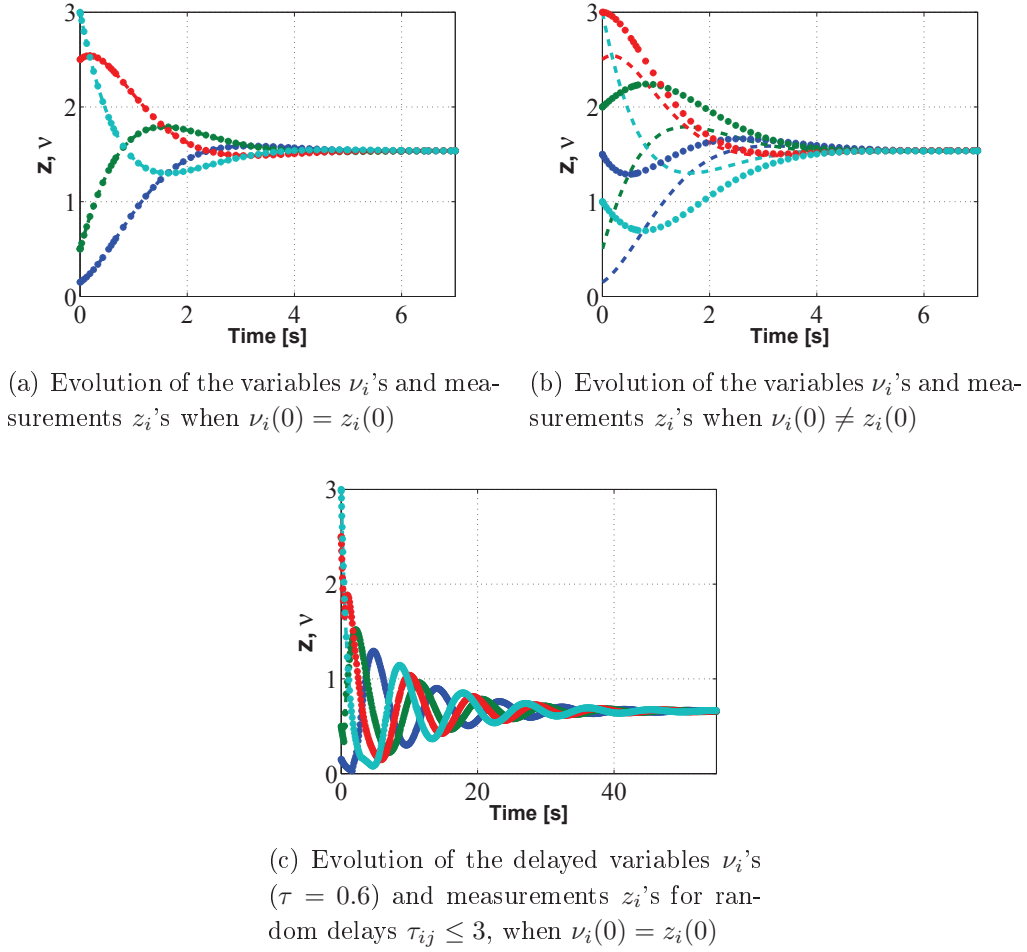 3
2
1
0
z, ν
0 2 4 6
Time [s]
(a) Evolution of the variables νᵢ's and mea-
surements zᵢ's when νᵢ(0) = zᵢ(0)
3
2
1
0
z, ν
0 2 4 6
Time [s]
(b) Evolution of the variables νᵢ's and mea-
surements zᵢ's when νᵢ(0) ≠ zᵢ(0)
3
2
1
0
z, ν
0 20 40
Time [s]
(c) Evolution of the delayed variables νᵢ's
(τ = 0.6) and measurements zᵢ's for ran-
dom delays τᵢⱼ ≤ 3, when νᵢ(0) = zᵢ(0)